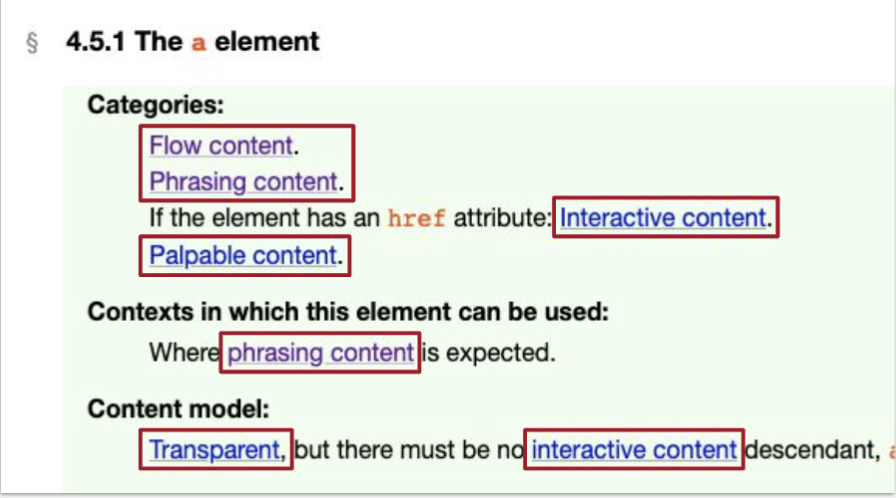 § 4.5.1 The a element
Categories:
Flow content.
Phrasing content.
If the element has an href attribute: Interactive content.
Palpable content.
Contexts in which this element can be used:
Where phrasing content is expected.
Content model:
Transparent, but there must be no interactive content descendant,